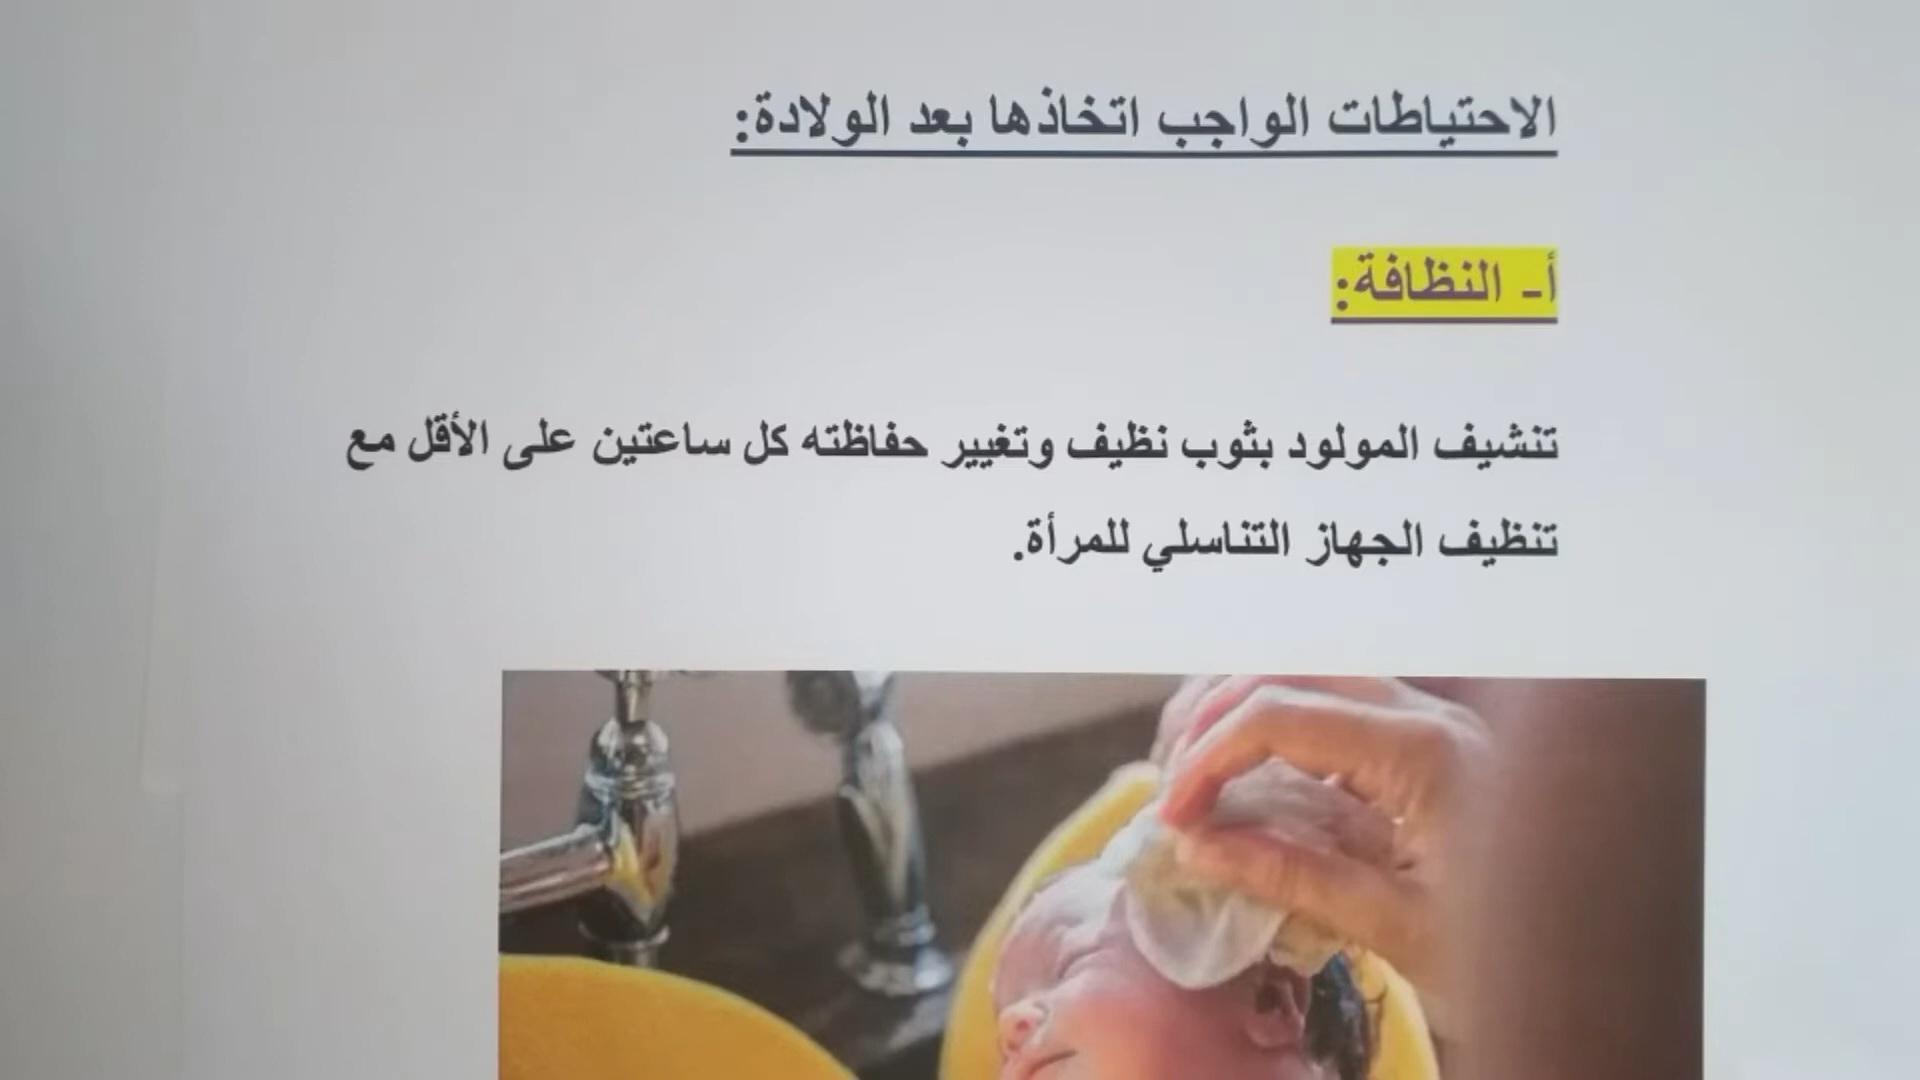 الاحتياطات الواجب اتخاذها بعد الولادة:
أ- النظافة:
تنشيف المولود بثوب نظيف وتغيير حفاظته كل ساعتين على الأقل مع
تنظيف الجهاز التناسلي للمرأة.